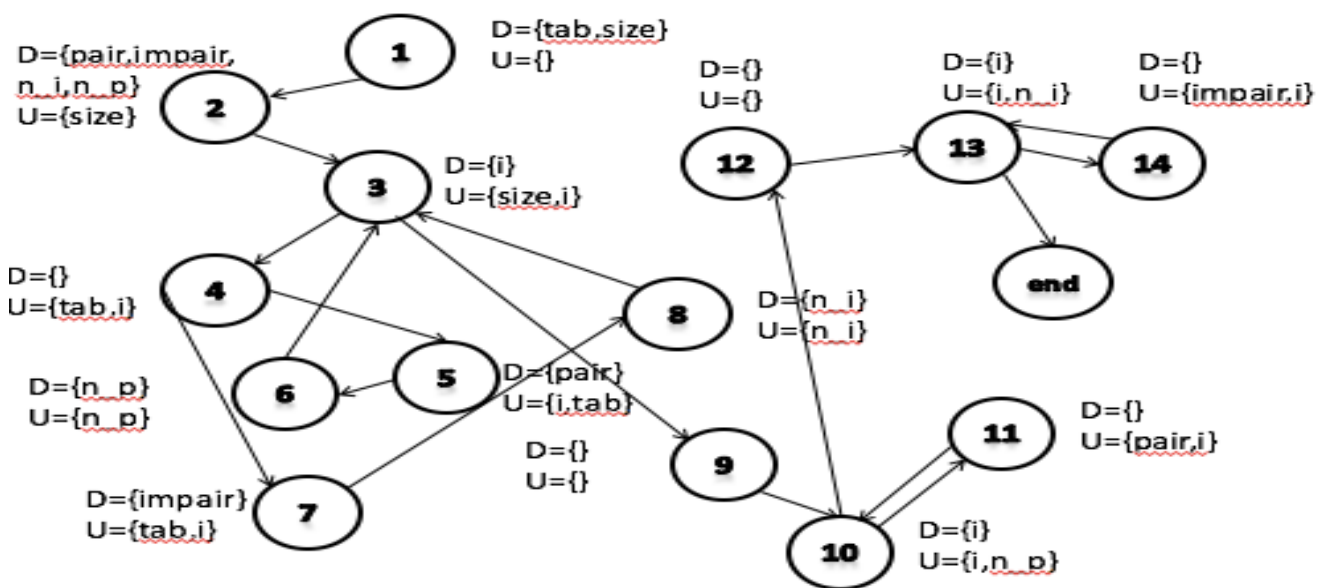 1
D={tab,size}
U={}
D={pair,impair,
n_i,n_p}
U={size}
2
3
D={i}
U={size,i}
D={}
U={tab,i}
4
D={n_p}
U={n_p}
6
5
D={pair}
U={i,tab}
D={impair}
U={tab,i}
7
8
D={n_i}
U={n_i}
D={}
U={}
9
10
D={i}
U={i,n_p}
11
D={}
U={pair,i}
D={}
U={}
12
D={i}
U={i,n_i}
13
D={}
U={impair,i}
14
end